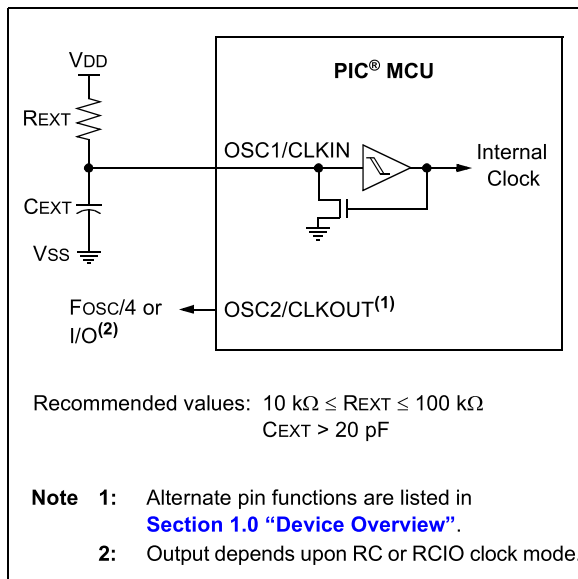 VDD
PIC® MCU
REXT
OSC1/CLKIN
Internal
Clock
CEXT
VSS
FOSC/4 or
I/O(2)
OSC2/CLKOUT(1)
Recommended values: 10 kΩ ≤ REXT ≤ 100 kΩ
CEXT > 20 pF
Note 1: Alternate pin functions are listed in
Section 1.0 “Device Overview”.
2: Output depends upon RC or RCIO clock mode.